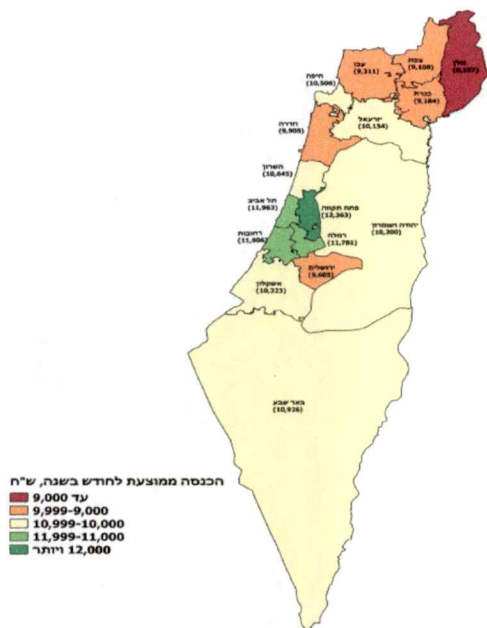 גולן
(8,587)
צפת
(9,108)
עכו
(9,311)
כנרת
(9,184)
חיפה
(10,506)
יזרעאל
(10,154)
חדרה
(9,905)
השרון
(10,645)
תל אביב
(11,963)
פתח תקווה
(12,363)
יהודה ושומרון
(10,300)
רחובות
רמלה
(11,781)
ירושלים
(9,605)
אשקלון
(10,323)
באר שבע
(10,926)
הכנסה ממוצעת לחודש בשנה, ש"ח
עד 9,000
9,999-9,000
10,999-10,000
11,999-11,000
12,000 ויותר